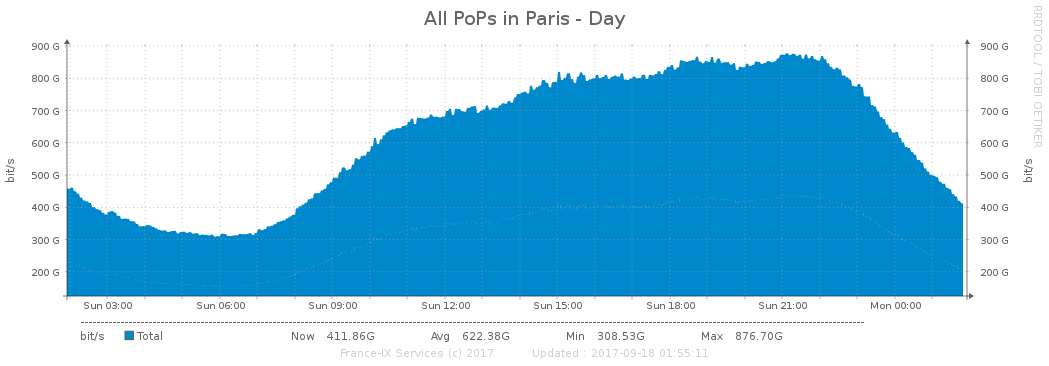 All PoPs in Paris - Day
RRDTOOL / TOBI OETIKER
900 G 900 G
800 G 800 G
700 G 700 G
600 G 600 G
500 G 500 G
400 G 400 G
300 G 300 G
200 G 200 G
bit/s bit/s
Sun 03:00 Sun 06:00 Sun 09:00 Sun 12:00 Sun 15:00 Sun 18:00 Sun 21:00 Mon 00:00
bit/s Total Now 411.86G Avg 622.38G Min 308.53G Max 876.70G
France-IX Services (c) 2017 Updated : 2017-09-18 01:55:11